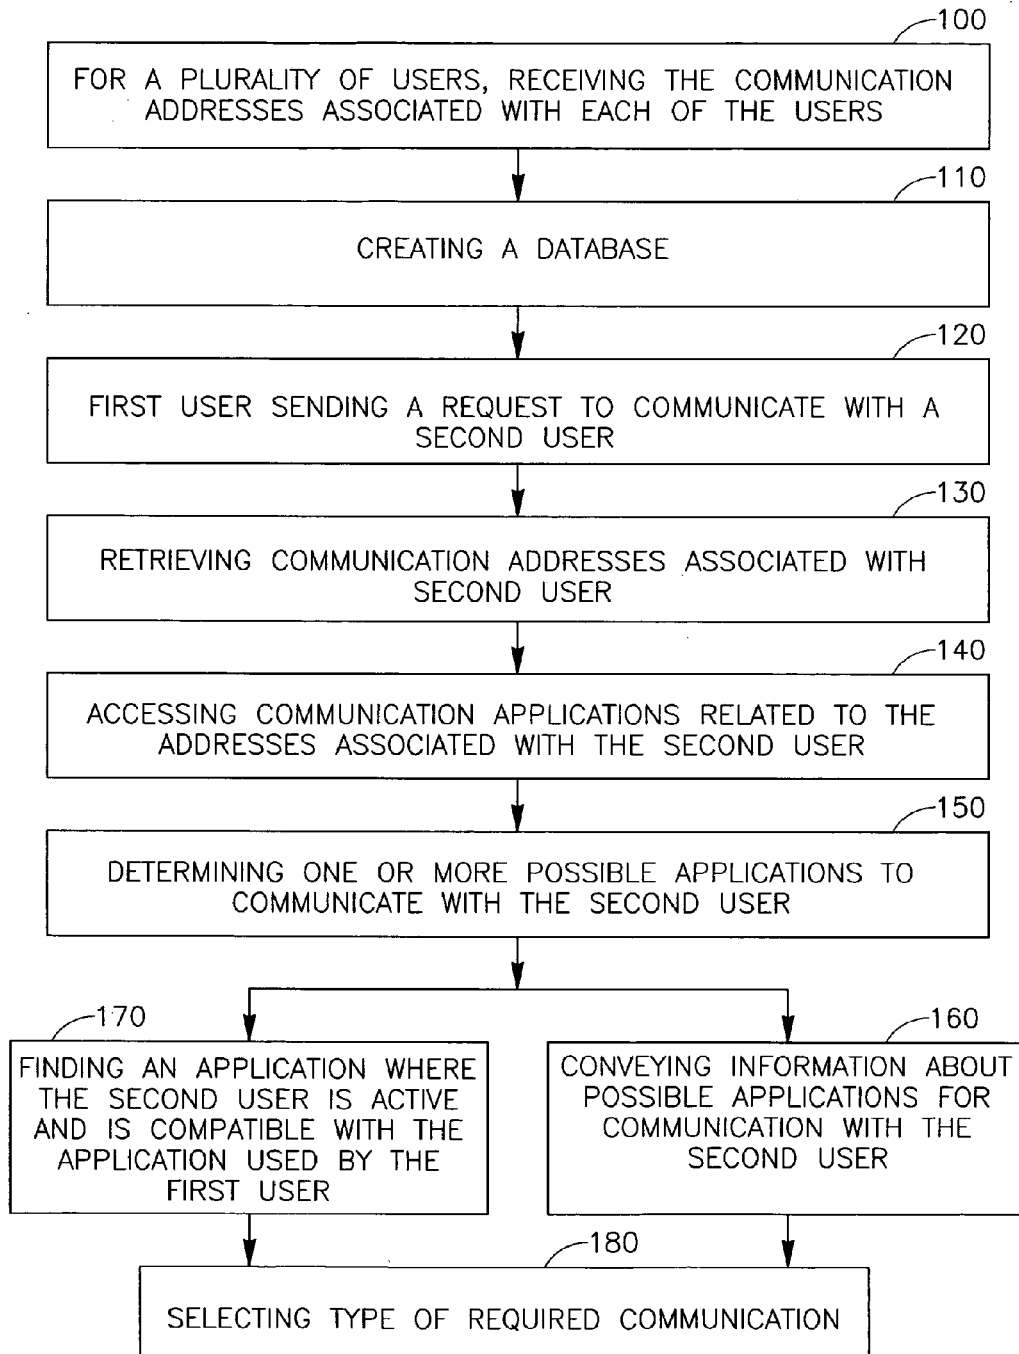 100
FOR A PLURALITY OF USERS, RECEIVING THE COMMUNICATION
ADDRESSES ASSOCIATED WITH EACH OF THE USERS
110
CREATING A DATABASE
120
FIRST USER SENDING A REQUEST TO COMMUNICATE WITH A
SECOND USER
130
RETRIEVING COMMUNICATION ADDRESSES ASSOCIATED WITH
SECOND USER
140
ACCESSING COMMUNICATION APPLICATIONS RELATED TO THE
ADDRESSES ASSOCIATED WITH THE SECOND USER
150
DETERMINING ONE OR MORE POSSIBLE APPLICATIONS TO
COMMUNICATE WITH THE SECOND USER
170
FINDING AN APPLICATION WHERE
THE SECOND USER IS ACTIVE
AND IS COMPATIBLE WITH THE
APPLICATION USED BY THE
FIRST USER
160
CONVEYING INFORMATION ABOUT
POSSIBLE APPLICATIONS FOR
COMMUNICATION WITH THE
SECOND USER
180
SELECTING TYPE OF REQUIRED COMMUNICATION